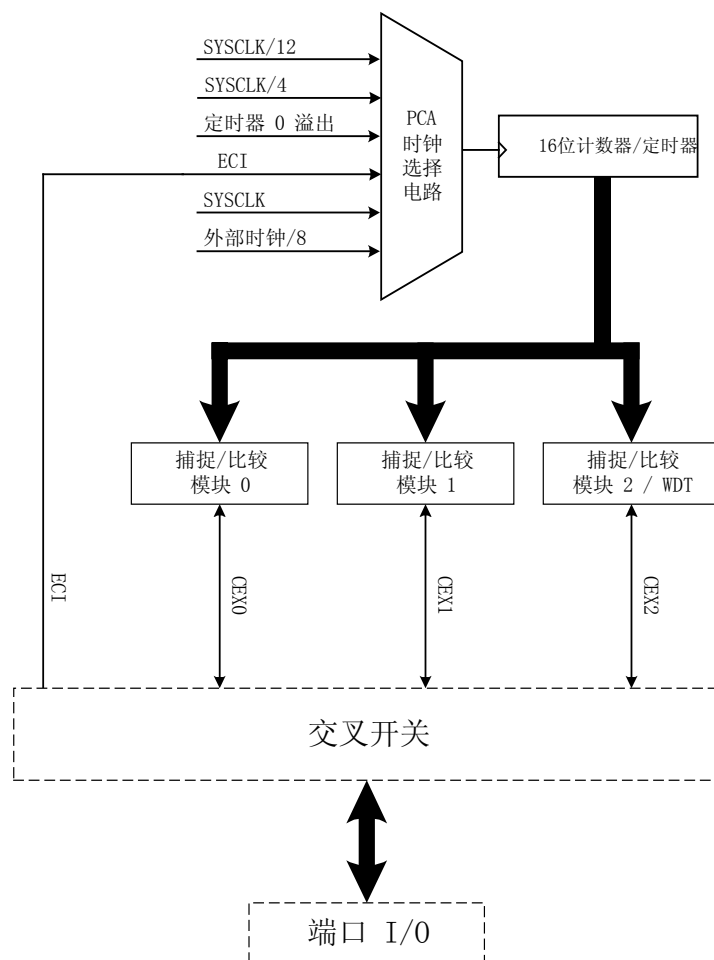 SYSCLK/12
SYSCLK/4
定时器 0 溢出
ECI
SYSCLK
外部时钟/8
PCA
时钟
选择
电路
16位计数器/定时器
捕捉/比较
模块 0
捕捉/比较
模块 1
捕捉/比较
模块 2 / WDT
ECI
CEX0
CEX1
CEX2
交叉开关
端口 I/O